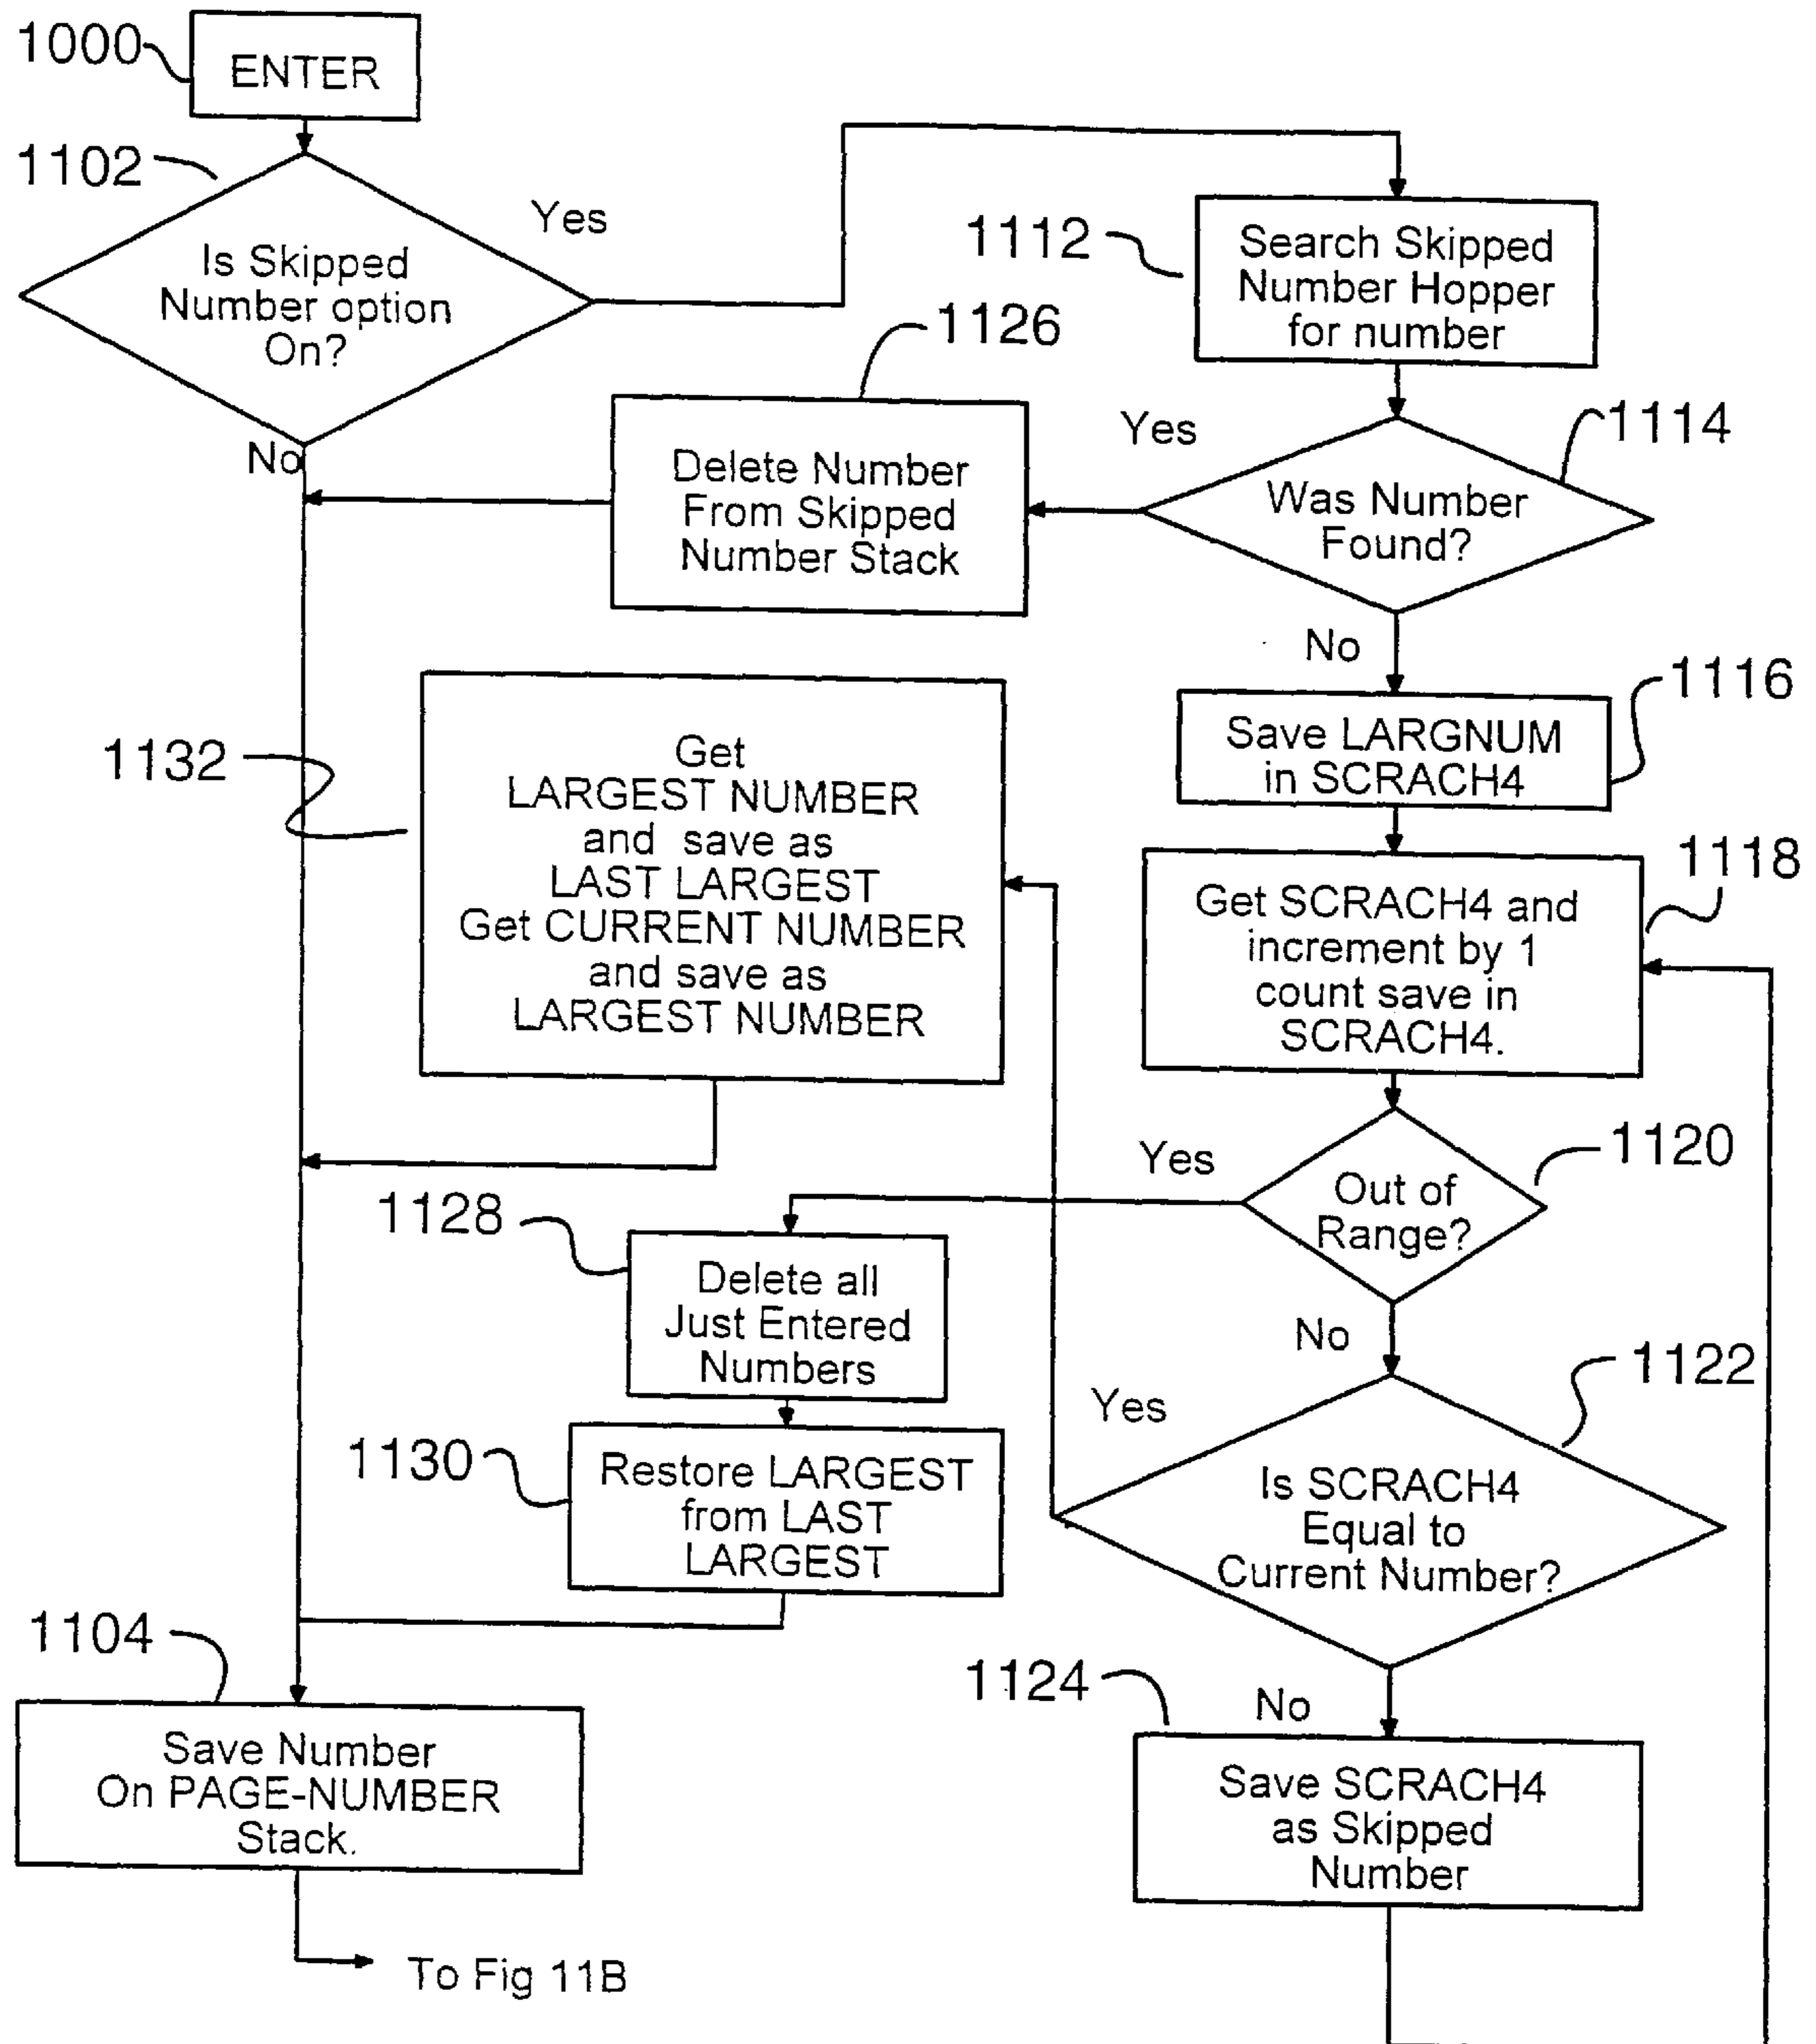 1000
ENTER
1102
Is Skipped
Number option
On?
Yes
No
1112
Search Skipped
Number Hopper
for number
1126
Delete Number
From Skipped
Number Stack
Yes
1114
Was Number
Found?
No
1116
Save LARGNUM
in SCRACH4
1132
Get
LARGEST NUMBER
and save as
LAST LARGEST
Get CURRENT NUMBER
and save as
LARGEST NUMBER
1118
Get SCRACH4 and
increment by 1
count save in
SCRACH4.
Yes
1120
Out of
Range?
No
1128
Delete all
Just Entered
Numbers
1130
Restore LARGEST
from LAST
LARGEST
Yes
1122
Is SCRACH4
Equal to
Current Number?
No
1104
Save Number
On PAGE-NUMBER
Stack.
1124
Save SCRACH4
as Skipped
Number
To Fig 11B